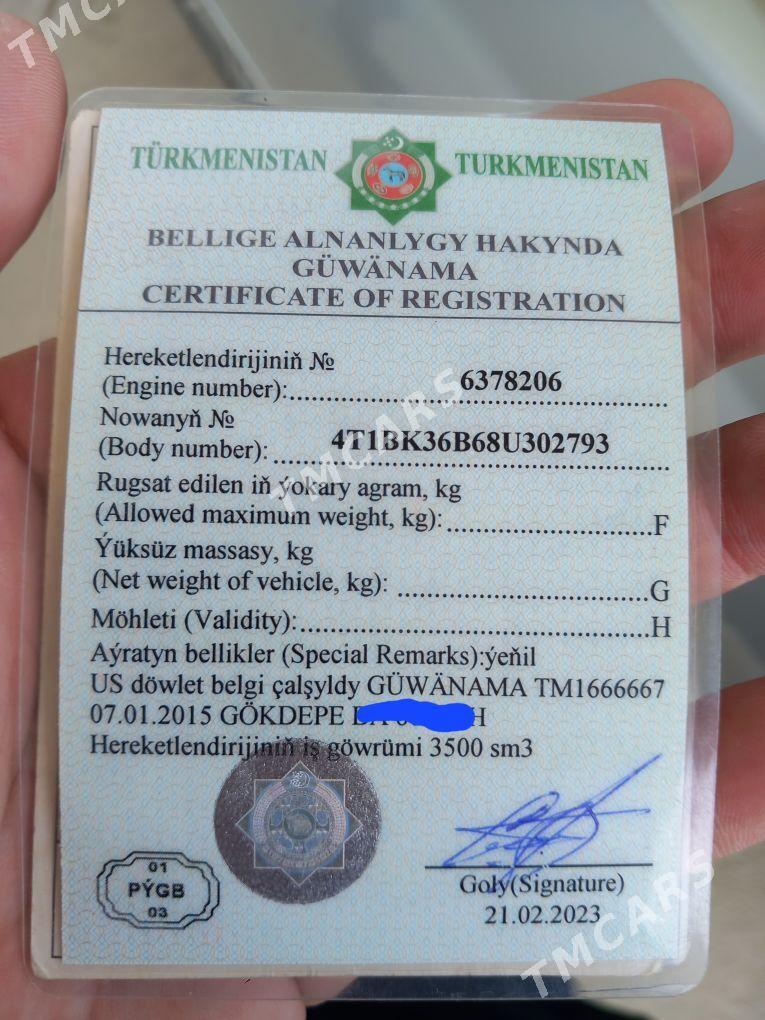 TMCARS
TÜRKMENISTAN TURKMENISTAN
BELLIGE ALNANLYGY HAKYNDA
GÜWÄNAMA
CERTIFICATE OF REGISTRATION
Hereketlendirijiniň №
(Engine number):..........6378206
Nowanyň №
(Body number): ..........4T1BK36B68U302793
TMCARS
Rugsat edilen iň ýokary agram, kg
(Allowed maximum weight, kg):..........F
Ýüksüz massasy, kg
(Net weight of vehicle, kg): ..........G
Möhleti (Validity):..........H
Aýratyn bellikler (Special Remarks):ýeňil
US döwlet belgi çalşyldy GÜWÄNAMA TM1666667
07.01.2015 GÖKDEPE H
Hereketlendirijiniň iş göwrümi 3500 sm3
01
PÝGB
03
Goly(Signature)
21.02.2023
TMCARS